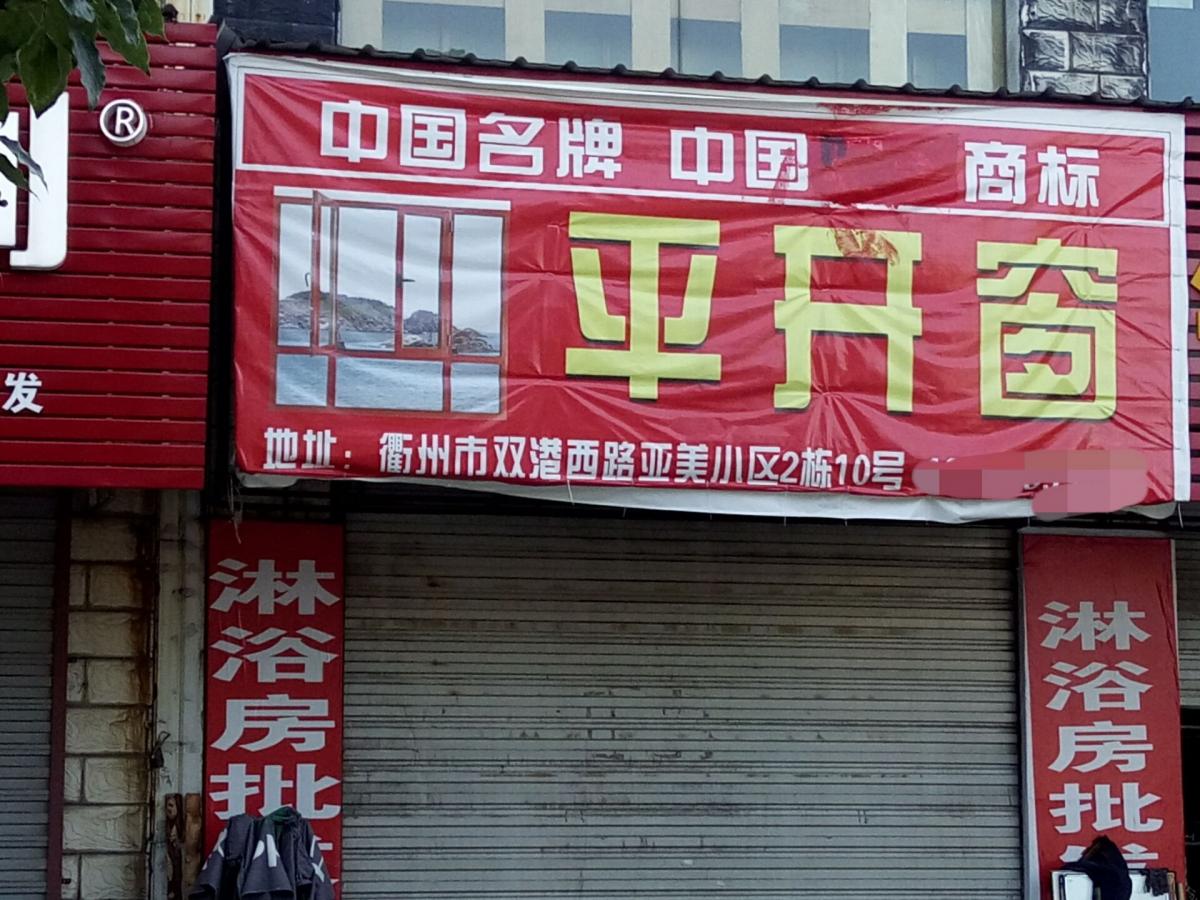 ®
发
中国名牌 中国 商标
平开窗
地址：衢州市双港西路亚美小区2栋10号
淋浴房批
淋浴房批